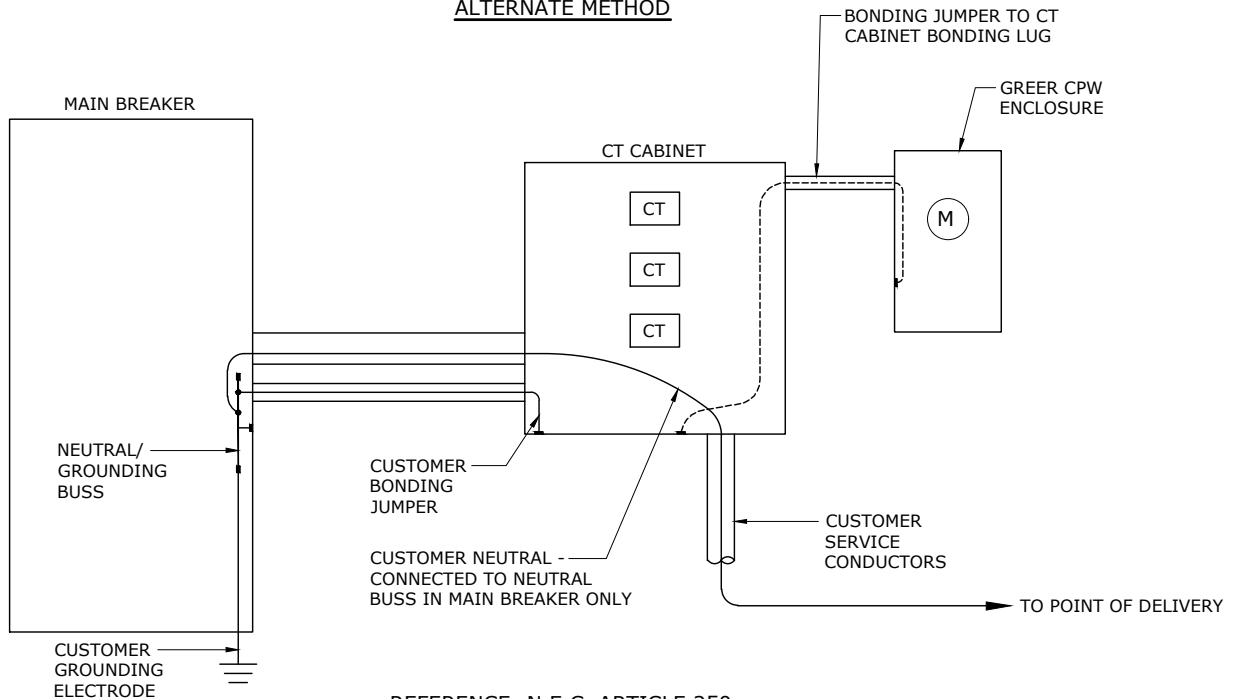 ALTERNATE METHOD
BONDING JUMPER TO CT
CABINET BONDING LUG
GREER CPW
ENCLOSURE
MAIN BREAKER
CT CABINET
CT
CT
CT
M
NEUTRAL/
GROUNDING
BUSS
CUSTOMER
BONDING
JUMPER
CUSTOMER NEUTRAL -
CONNECTED TO NEUTRAL
BUSS IN MAIN BREAKER ONLY
CUSTOMER
SERVICE
CONDUCTORS
TO POINT OF DELIVERY
CUSTOMER
GROUNDING
ELECTRODE